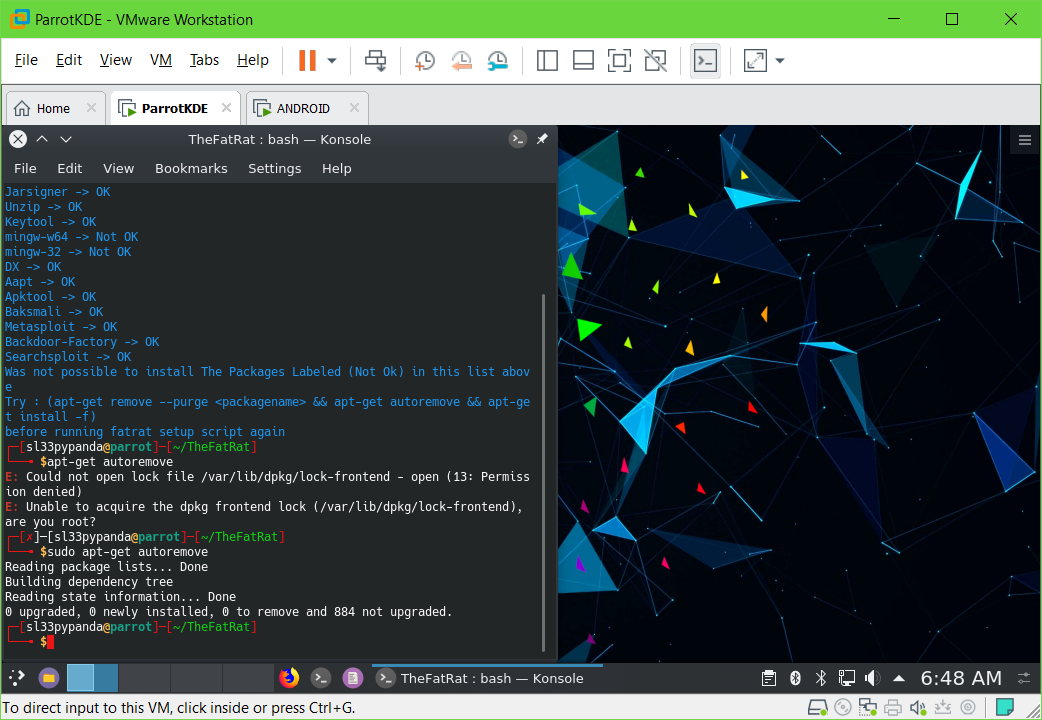 ParrotKDE - VMware Workstation
File Edit View VM Tabs Help
Home ParrotKDE ANDROID
TheFatRat : bash — Konsole
File Edit View Bookmarks Settings Help
Jarsigner -> OK
Unzip -> OK
Keytool -> OK
mingw-w64 -> Not OK
mingw-32 -> Not OK
DX -> OK
Aapt -> OK
Apktool -> OK
Baksmali -> OK
Metasploit -> OK
Backdoor-Factory -> OK
Searchsploit -> OK
Was not possible to install The Packages Labeled (Not Ok) in this list abov
e
Try : (apt-get remove --purge <packagename> && apt-get autoremove && apt-ge
t install -f)
before running fatrat setup script again
┌─[sl33pypanda@parrot]─[~/TheFatRat]
└──╼ $apt-get autoremove
E: Could not open lock file /var/lib/dpkg/lock-frontend - open (13: Permiss
ion denied)
E: Unable to acquire the dpkg frontend lock (/var/lib/dpkg/lock-frontend),
are you root?
┌─[✗]─[sl33pypanda@parrot]─[~/TheFatRat]
└──╼ $sudo apt-get autoremove
Reading package lists... Done
Building dependency tree
Reading state information... Done
0 upgraded, 0 newly installed, 0 to remove and 884 not upgraded.
┌─[sl33pypanda@parrot]─[~/TheFatRat]
└──╼ $
TheFatRat : bash — Konsole
6:48 AM
To direct input to this VM, click inside or press Ctrl+G.